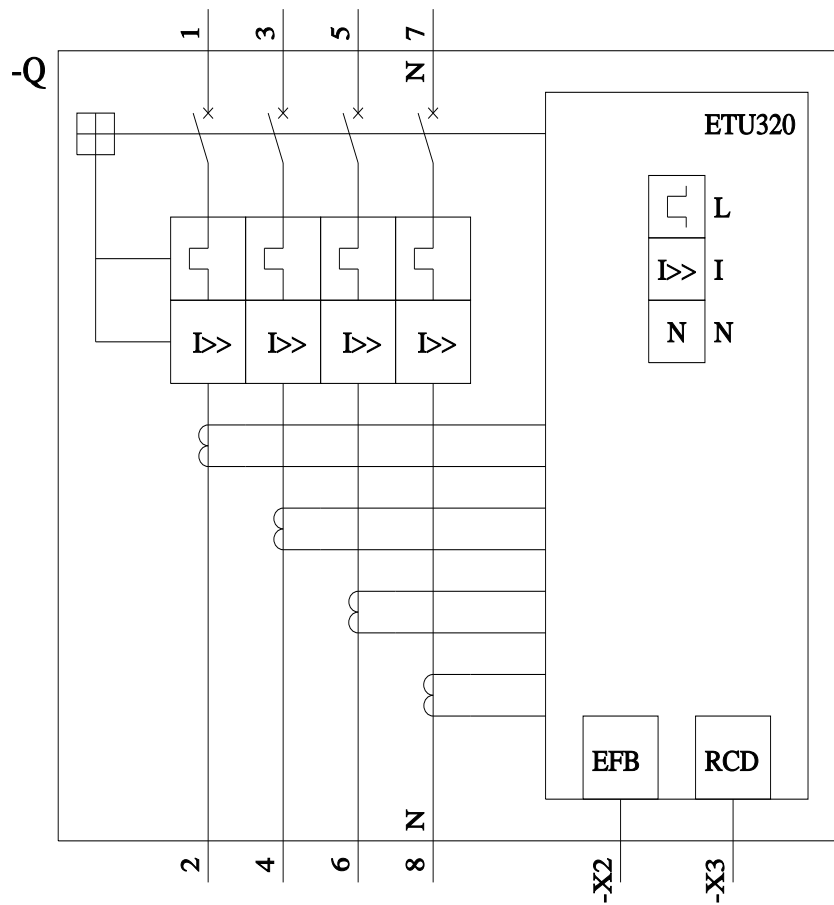 1 3 5 7
-Q
N
ETU320
L
I>> I
N N
I>> I>> I>> I>>
EFB RCD
N
2 4 6 8 -X2 -X3